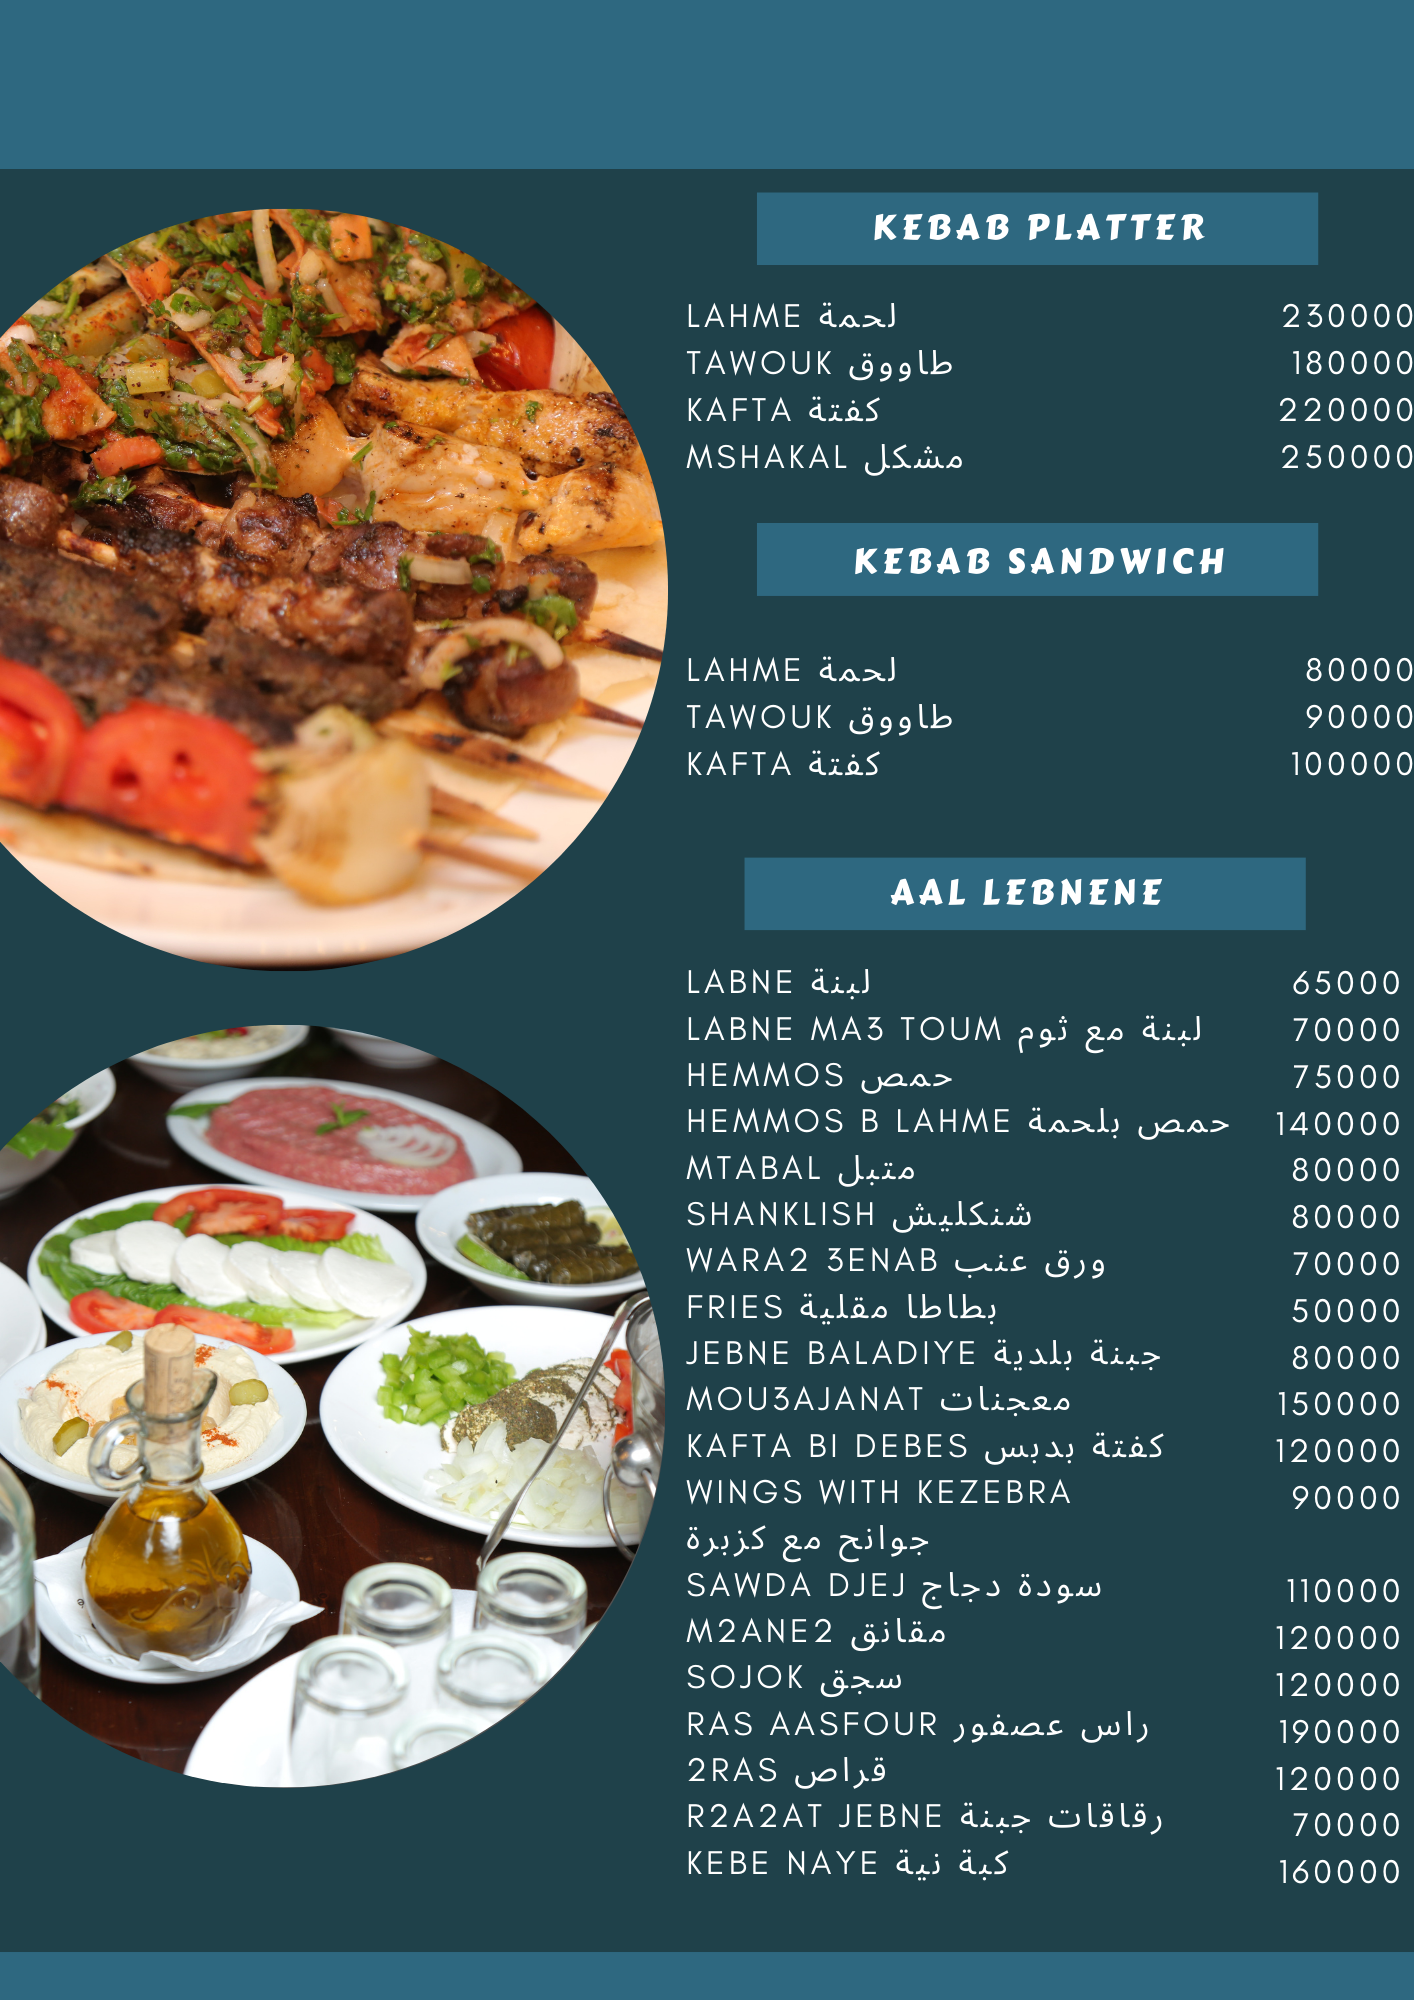 KEBAB PLATTER
LAHME لحمة 230000
TAWOUK طاووق 180000
KAFTA كفتة 220000
MSHAKAL مشكل 250000
KEBAB SANDWICH
LAHME لحمة 80000
TAWOUK طاووق 90000
KAFTA كفتة 100000
AAL LEBNENE
LABNE لبنة 65000
LABNE MA3 TOUM لبنة مع ثوم 70000
HEMMOS حمص 75000
HEMMOS B LAHME حمص بلحمة 140000
MTABAL متبل 80000
SHANKLISH شنكليش 80000
WARA2 3ENAB ورق عنب 70000
FRIES بطاطا مقلية 50000
JEBNE BALADIYE جبنة بلدية 80000
MOU3AJANAT معجنات 150000
KAFTA BI DEBES كفتة بدبس 120000
WINGS WITH KEZEBRA 90000
جوانح مع كزبرة
SAWDA DJEJ سودة دجاج 110000
M2ANE2 مقانق 120000
SOJOK سجق 120000
RAS AASFOUR راس عصفور 190000
2RAS قراص 120000
R2A2AT JEBNE رقاقات جبنة 70000
KEBE NAYE كبة نية 160000